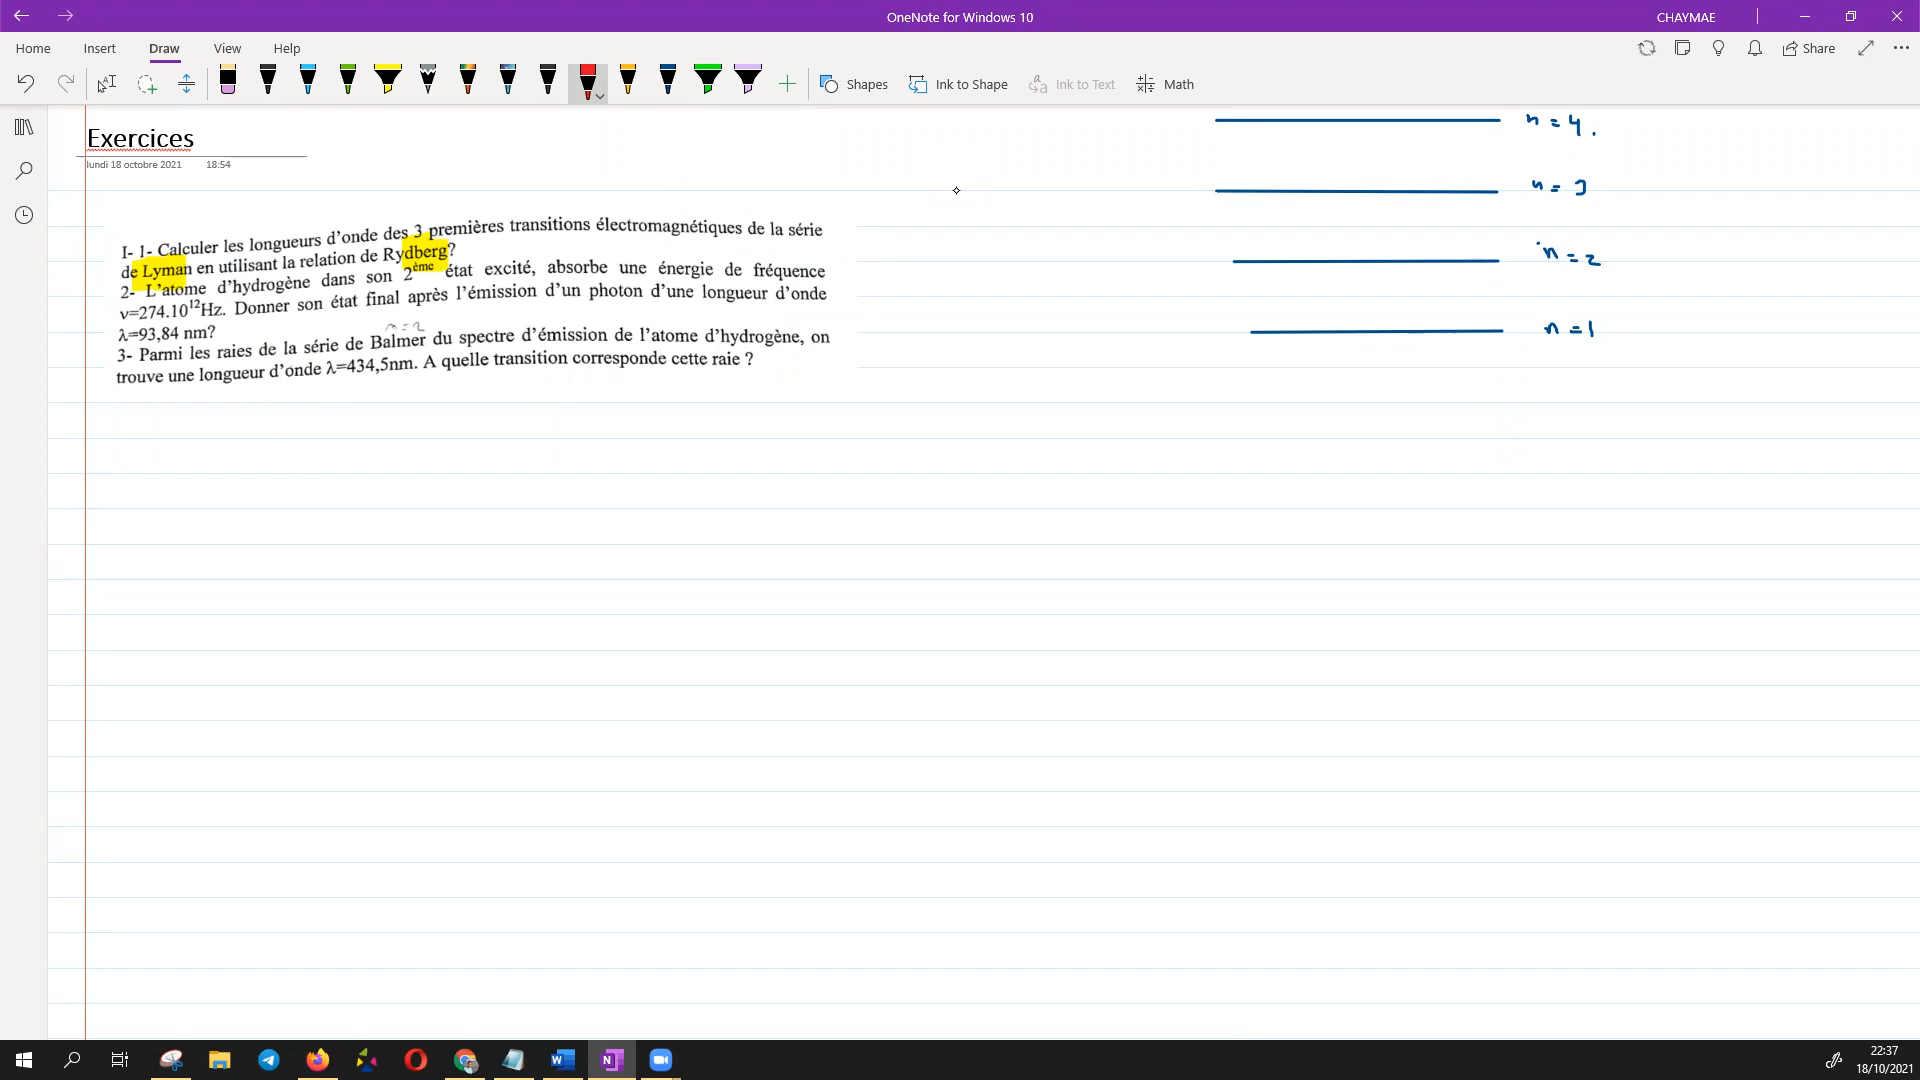 OneNote for Windows 10
CHAYMAE
Home Insert Draw View Help
Share
Shapes
Ink to Shape
Ink to Text
Math
Exercices
lundi 18 octobre 2021 18:54
I- 1- Calculer les longueurs d'onde des 3 premières transitions électromagnétiques de la série
de Lyman en utilisant la relation de Rydberg?
2- L'atome d'hydrogène dans son 2ème état excité, absorbe une énergie de fréquence
ν=274.10¹²Hz. Donner son état final après l'émission d'un photon d'une longueur d'onde
λ=93,84 nm?
n=2
3- Parmi les raies de la série de Balmer du spectre d'émission de l'atome d'hydrogène, on
trouve une longueur d'onde λ=434,5nm. A quelle transition corresponde cette raie ?
n = 4.
n = 3
n = 2
n = 1
22:37
18/10/2021